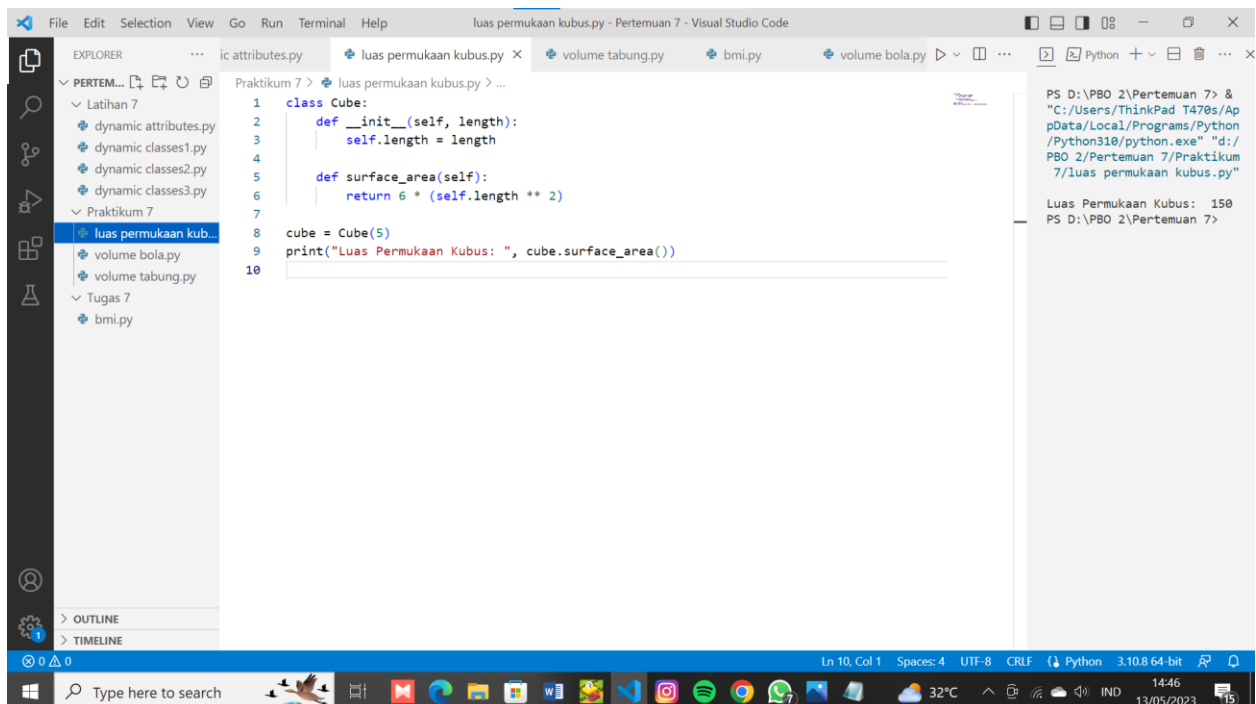 File Edit Selection View Go Run Terminal Help luas permukaan kubus.py - Pertemuan 7 - Visual Studio Code
EXPLORER
PERTEM...
Latihan 7
dynamic attributes.py
dynamic classes1.py
dynamic classes2.py
dynamic classes3.py
Praktikum 7
luas permukaan kub...
volume bola.py
volume tabung.py
Tugas 7
bmi.py
OUTLINE
TIMELINE
ic attributes.py luas permukaan kubus.py volume tabung.py bmi.py volume bola.py
Praktikum 7 > luas permukaan kubus.py > ...
1 class Cube:
2 def __init__(self, length):
3 self.length = length
4
5 def surface_area(self):
6 return 6 * (self.length ** 2)
7
8 cube = Cube(5)
9 print("Luas Permukaan Kubus: ", cube.surface_area())
10
Python
PS D:\PBO 2\Pertemuan 7> &
"C:/Users/ThinkPad T470s/Ap
pData/Local/Programs/Python
/Python310/python.exe" "d:/
PBO 2/Pertemuan 7/Praktikum
7/luas permukaan kubus.py"
Luas Permukaan Kubus: 150
PS D:\PBO 2\Pertemuan 7>
1
0 0 Ln 10, Col 1 Spaces: 4 UTF-8 CRLF Python 3.10.8 64-bit
Type here to search 7 32°C IND 14:46
13/05/2023 15